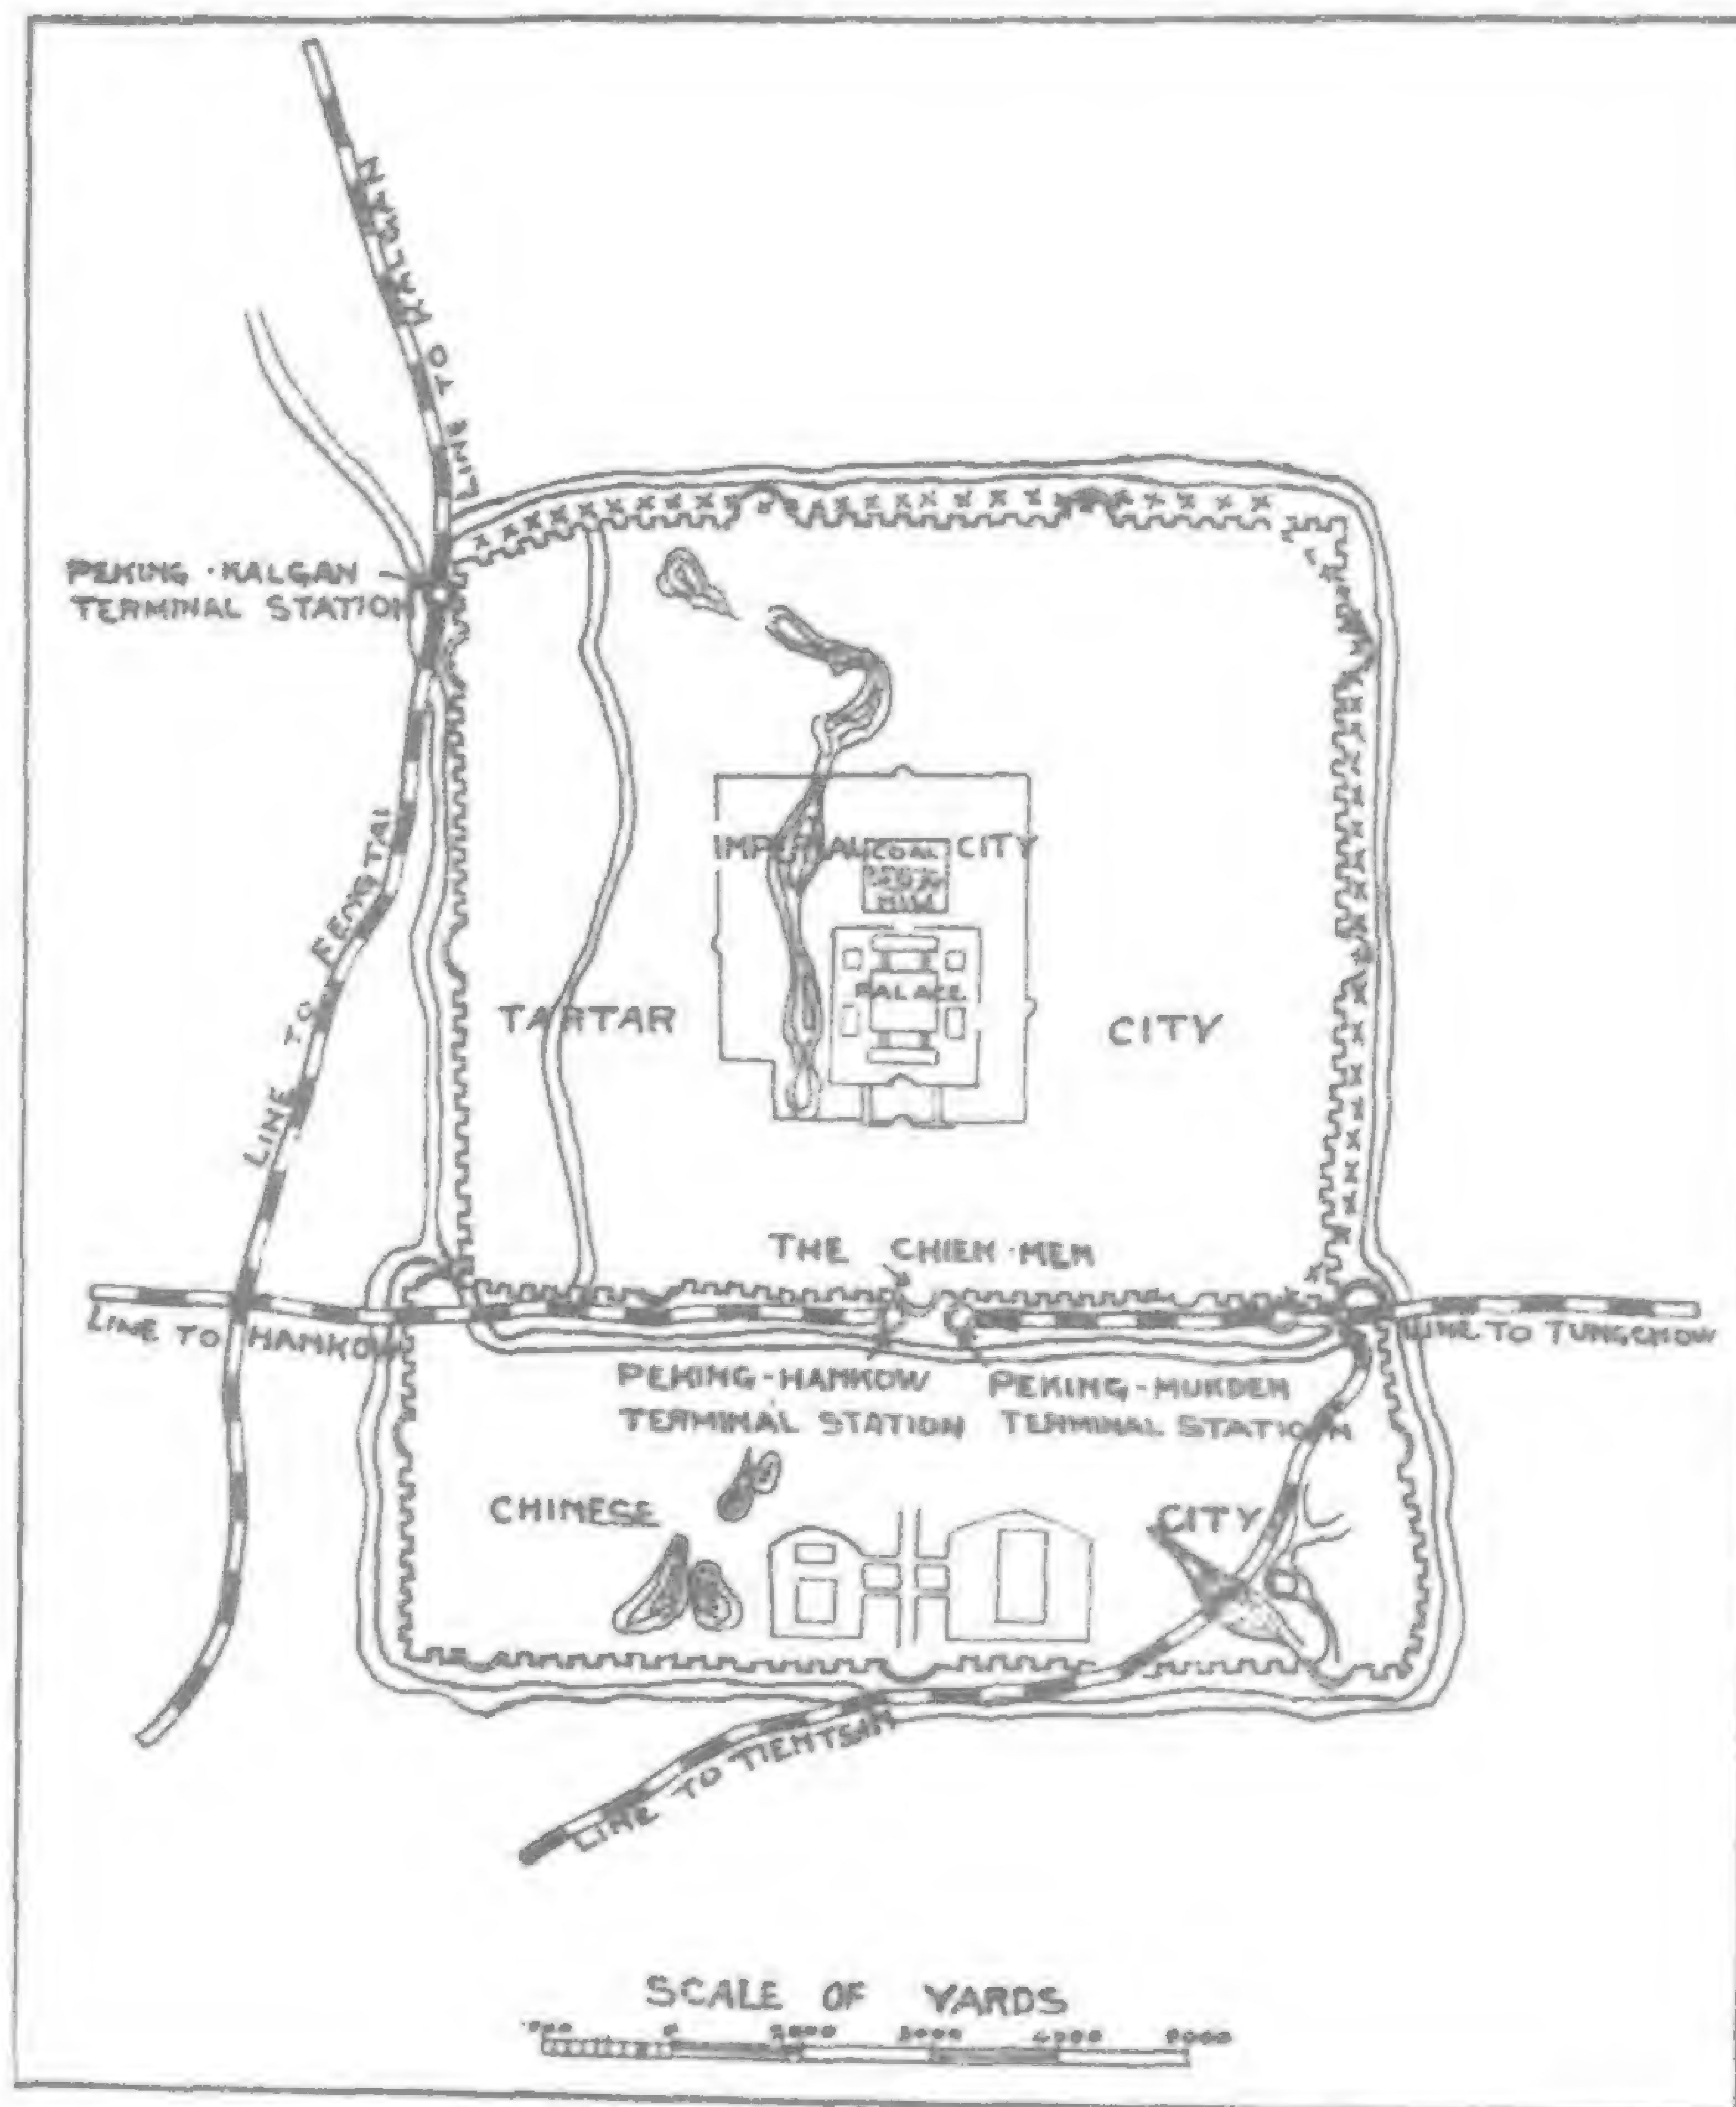 LINE TO KALGAN
PEKING-KALGAN
TERMINAL STATION
LINE TO FENGTAI
IMPERIAL CITY
COAL
HILL
PALACE
TARTAR CITY
THE CHIEN-MEN
LINE TO HANKOW
LINE TO TUNGCHOW
PEKING-HANKOW
TERMINAL STATION
PEKING-MUKDEN
TERMINAL STATION
CHINESE CITY
LINE TO TIENTSIN
SCALE OF YARDS
0 3000 4000